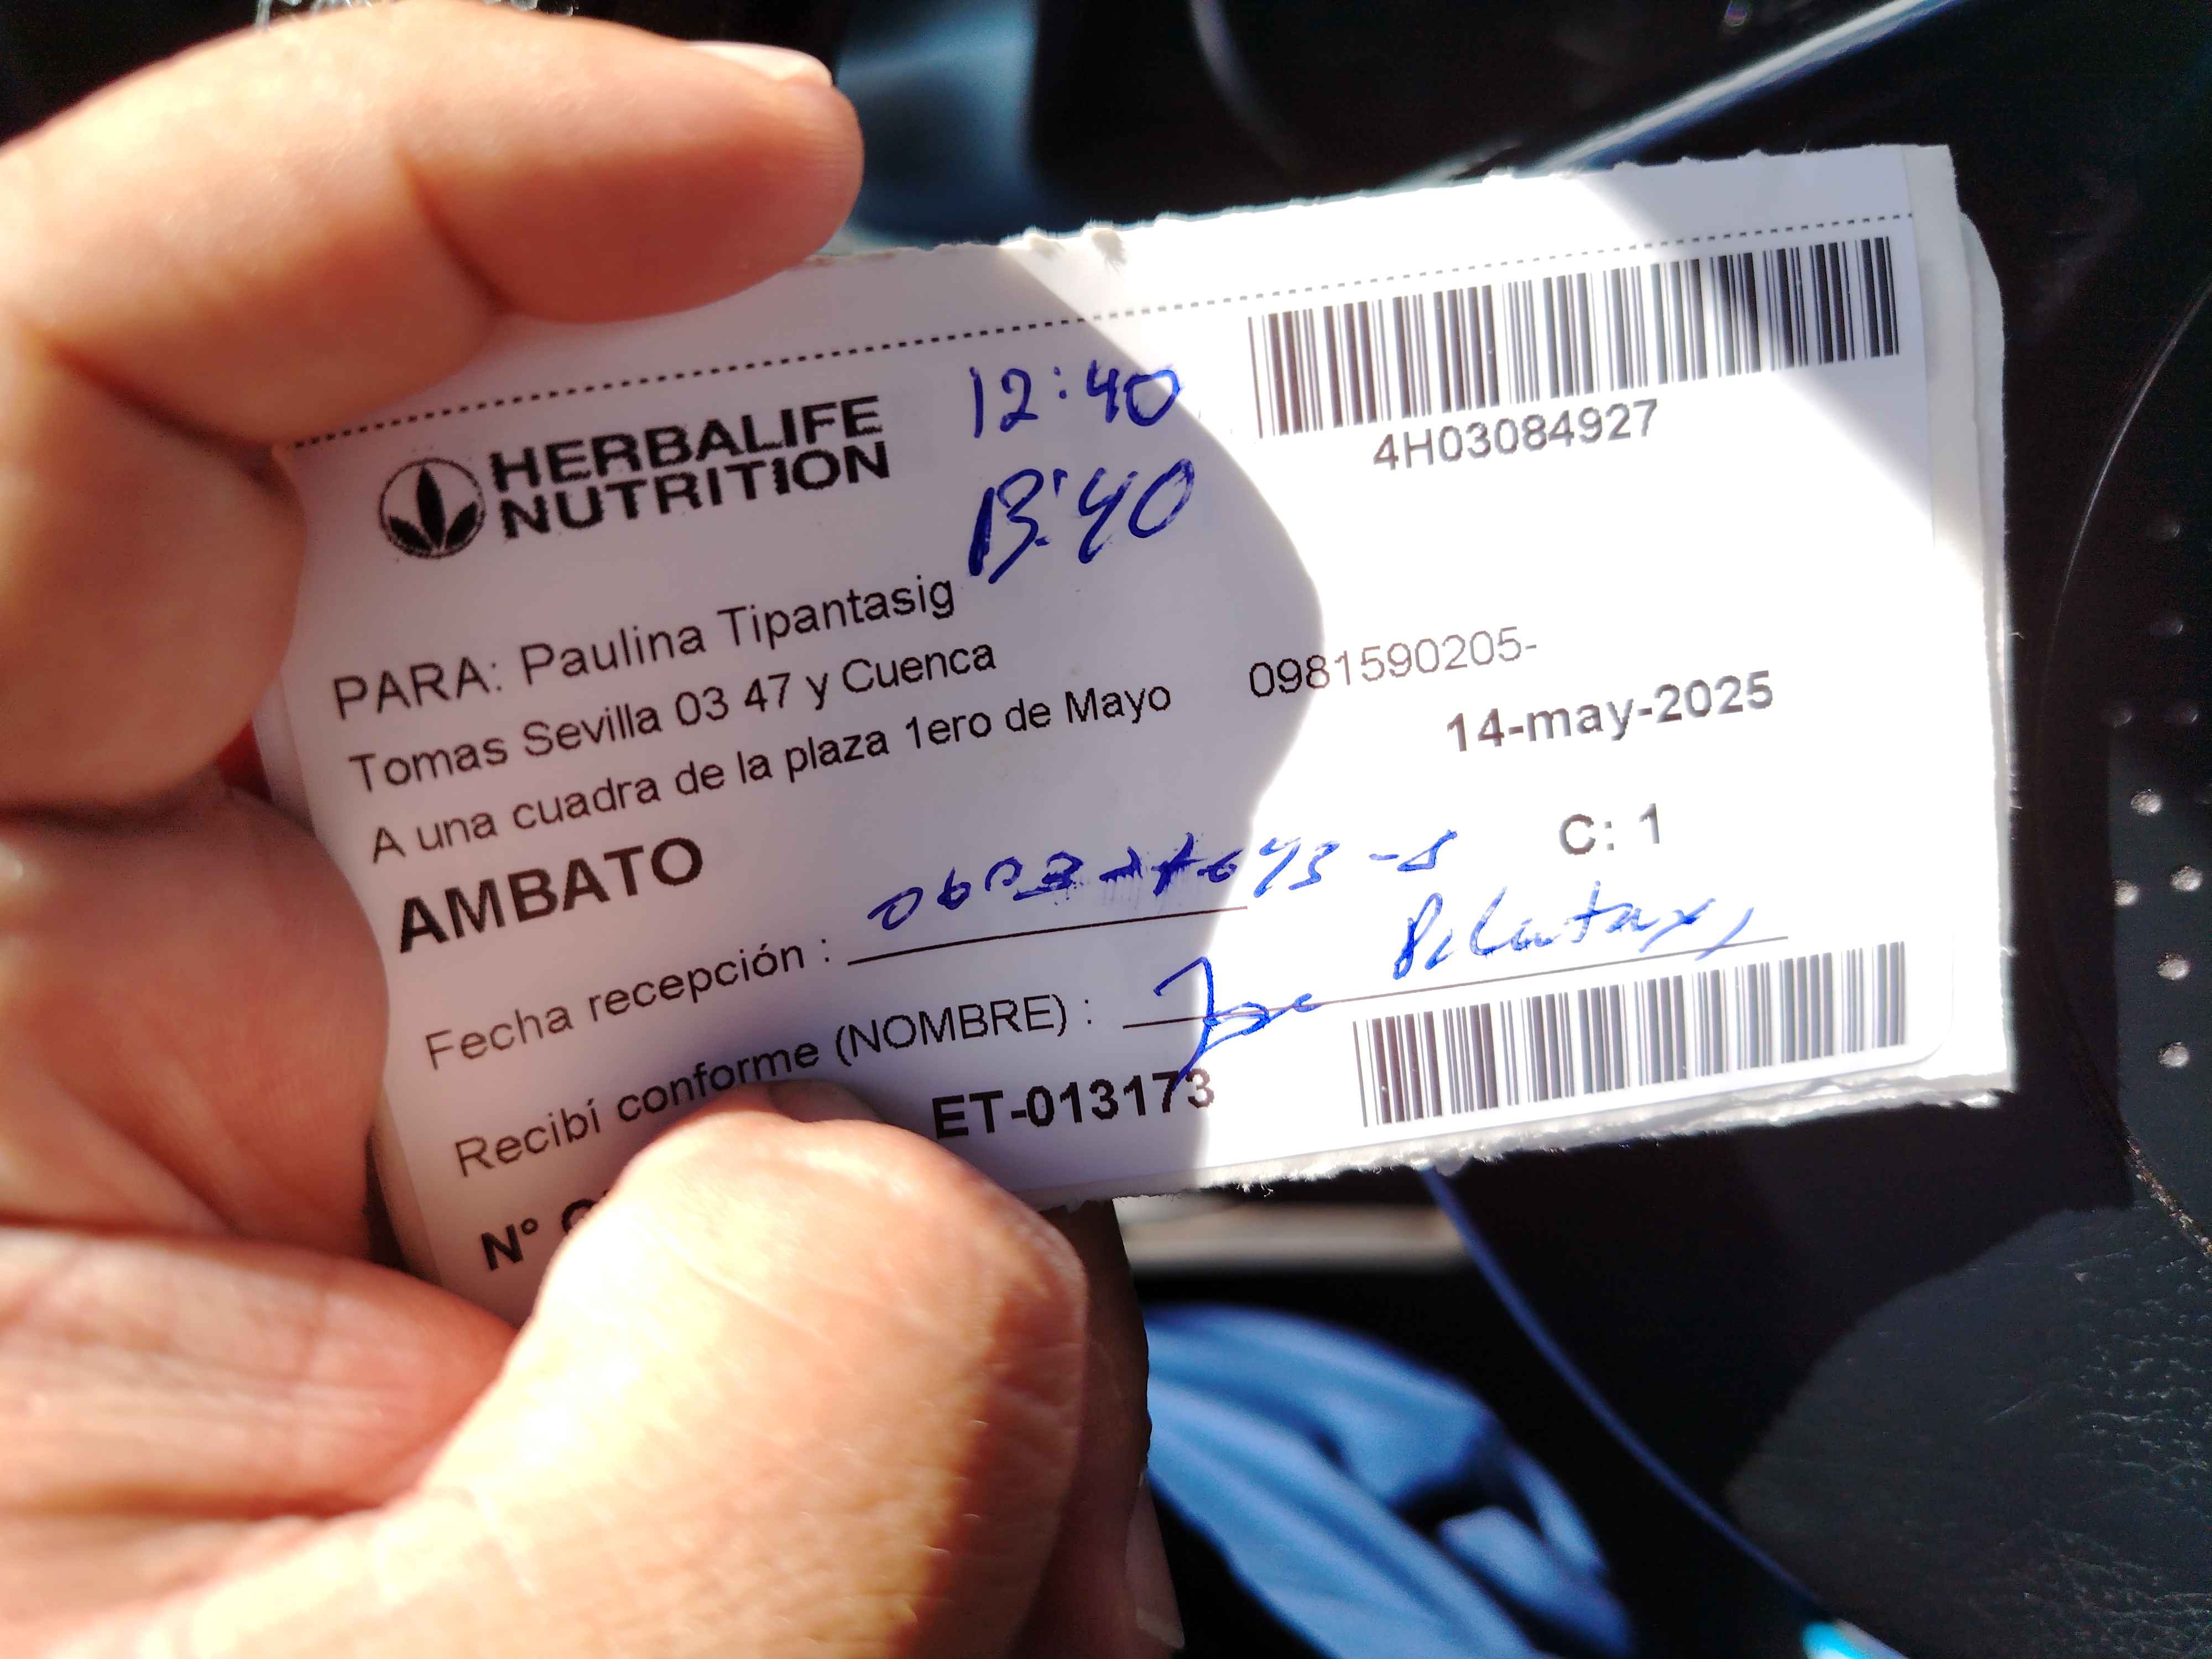 HERBALIFE
NUTRITION
12:40
13:40
4H03084927
PARA: Paulina Tipantasig
Tomas Sevilla 03 47 y Cuenca
A una cuadra de la plaza 1ero de Mayo 0981590205-
14-may-2025
AMBATO
C: 1
Fecha recepción :
Recibí conforme (NOMBRE) :
N°
ET-013173